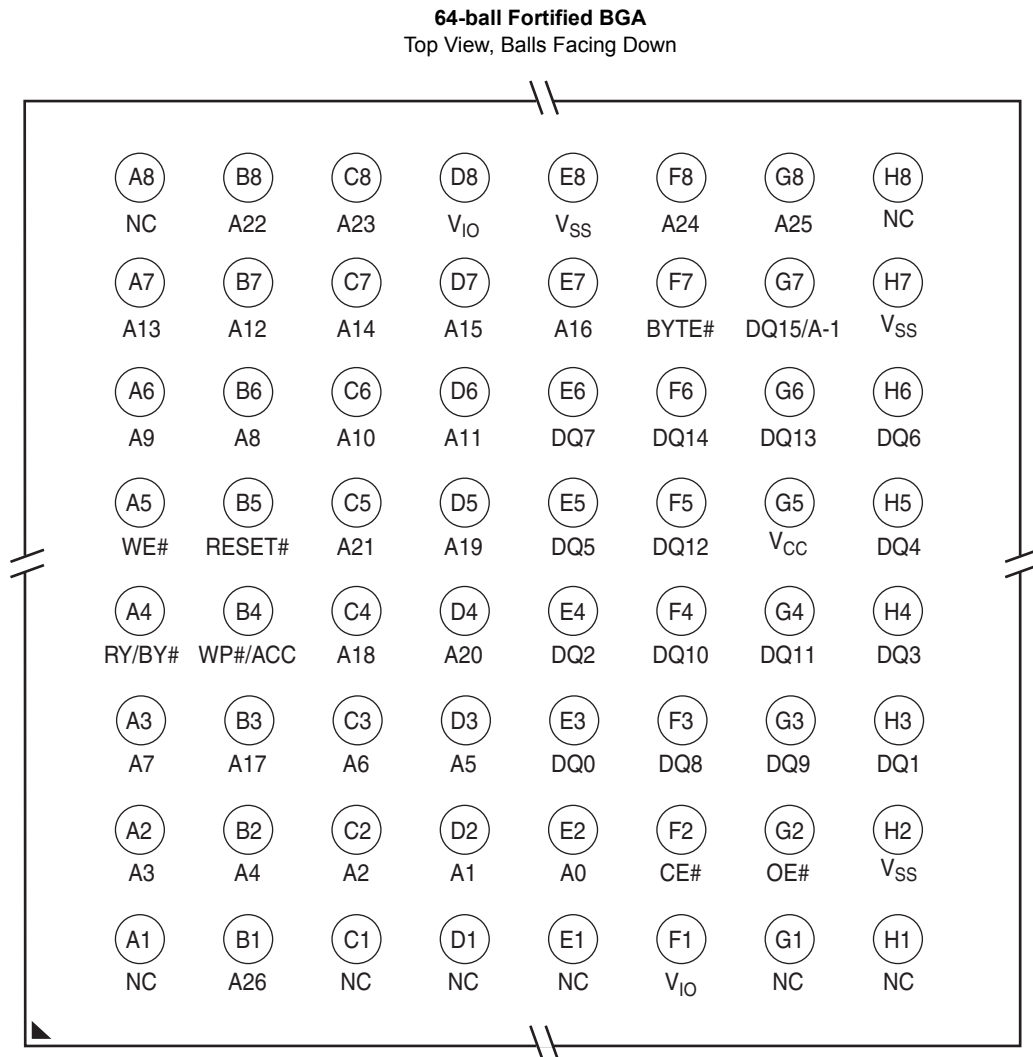 64-ball Fortified BGA
Top View, Balls Facing Down
A8 B8 C8 D8 E8 F8 G8 H8
NC A22 A23 VIO VSS A24 A25 NC
A7 B7 C7 D7 E7 F7 G7 H7
A13 A12 A14 A15 A16 BYTE# DQ15/A-1 VSS
A6 B6 C6 D6 E6 F6 G6 H6
A9 A8 A10 A11 DQ7 DQ14 DQ13 DQ6
A5 B5 C5 D5 E5 F5 G5 H5
WE# RESET# A21 A19 DQ5 DQ12 VCC DQ4
A4 B4 C4 D4 E4 F4 G4 H4
RY/BY# WP#/ACC A18 A20 DQ2 DQ10 DQ11 DQ3
A3 B3 C3 D3 E3 F3 G3 H3
A7 A17 A6 A5 DQ0 DQ8 DQ9 DQ1
A2 B2 C2 D2 E2 F2 G2 H2
A3 A4 A2 A1 A0 CE# OE# VSS
A1 B1 C1 D1 E1 F1 G1 H1
NC A26 NC NC NC VIO NC NC